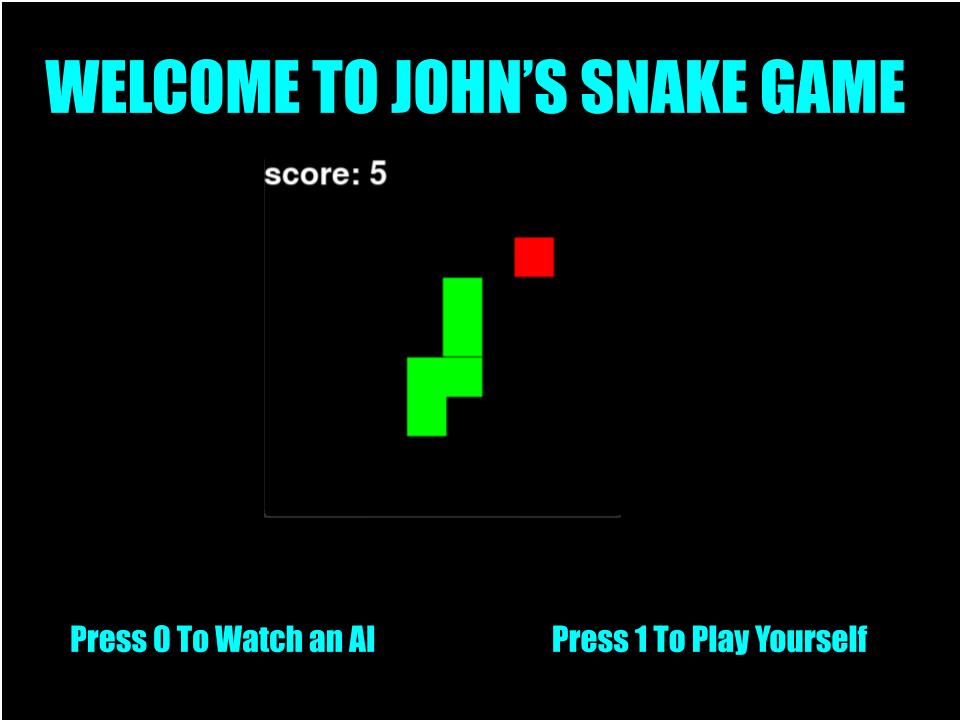 WELCOME TO JOHN’S SNAKE GAME
score: 5
Press 0 To Watch an AI
Press 1 To Play Yourself